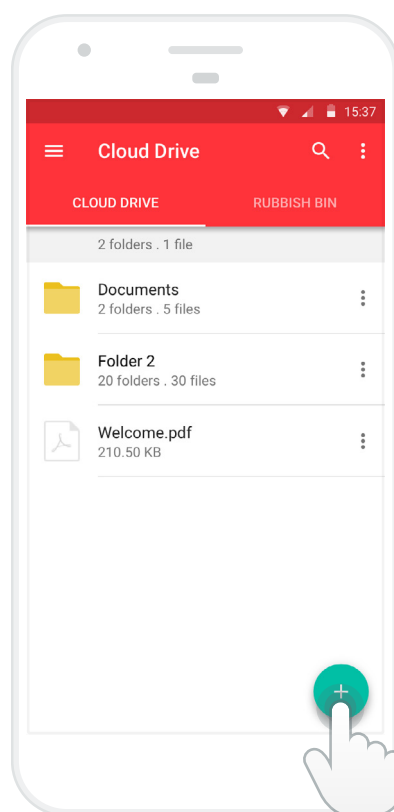 15:37
Cloud Drive
CLOUD DRIVE RUBBISH BIN
2 folders . 1 file
Documents
2 folders . 5 files
Folder 2
20 folders . 30 files
Welcome.pdf
210.50 KB